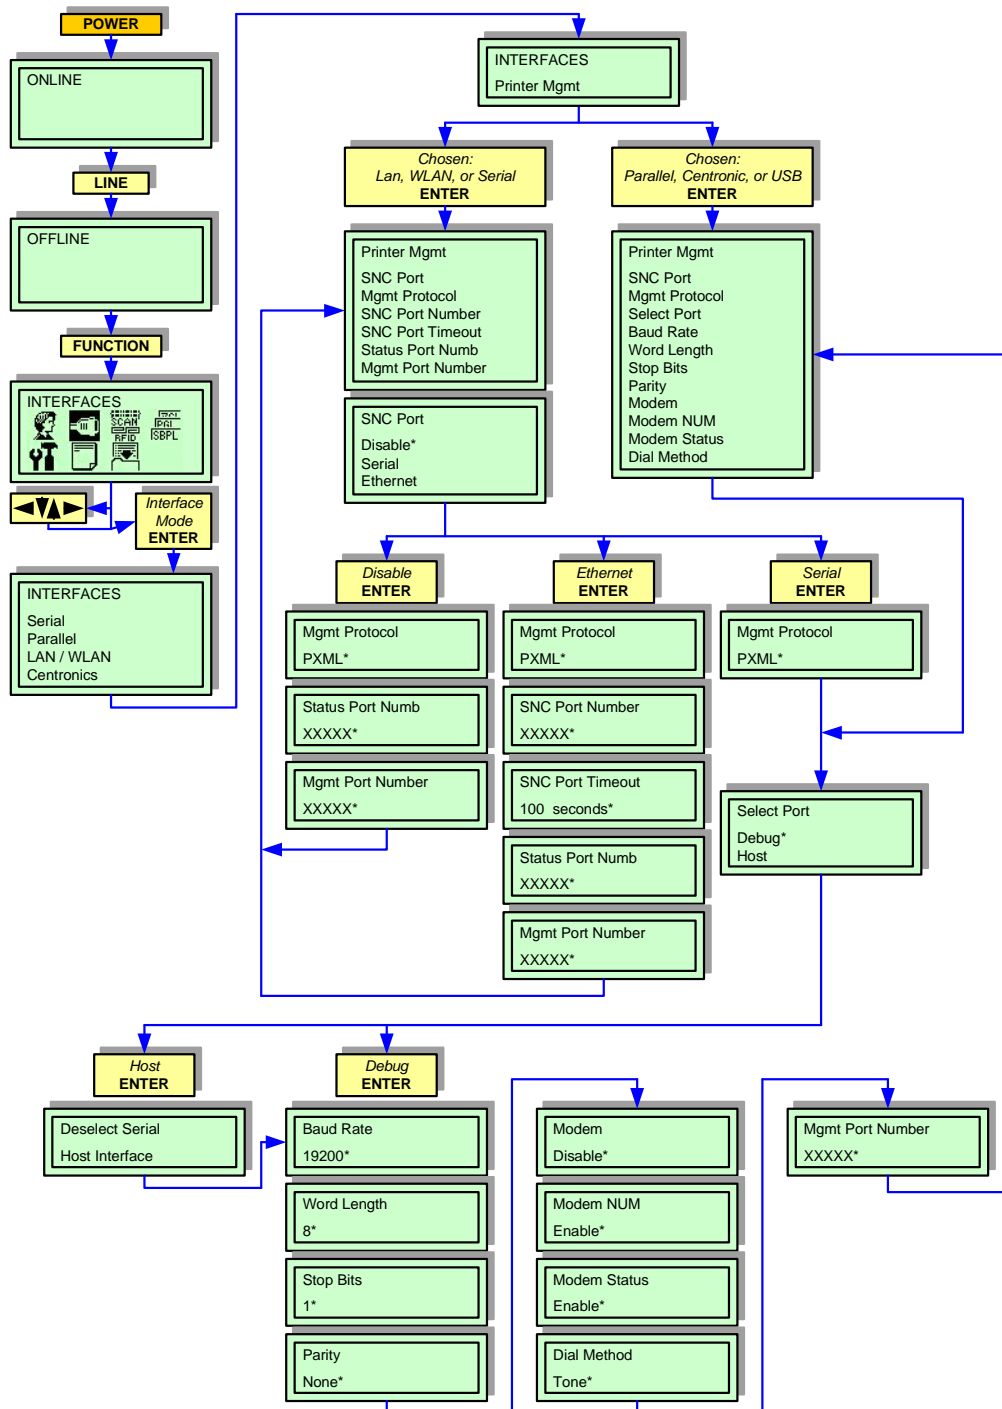 POWER
ONLINE
LINE
OFFLINE
FUNCTION
INTERFACES
SCAN
RFID
IPCL
IPGL
ISBPL
Interface
Mode
ENTER
INTERFACES
Serial
Parallel
LAN / WLAN
Centronics
INTERFACES
Printer Mgmt
Chosen:
Lan, WLAN, or Serial
ENTER
Chosen:
Parallel, Centronic, or USB
ENTER
Printer Mgmt
SNC Port
Mgmt Protocol
SNC Port Number
SNC Port Timeout
Status Port Numb
Mgmt Port Number
Printer Mgmt
SNC Port
Mgmt Protocol
Select Port
Baud Rate
Word Length
Stop Bits
Parity
Modem
Modem NUM
Modem Status
Dial Method
SNC Port
Disable*
Serial
Ethernet
Disable
ENTER
Ethernet
ENTER
Serial
ENTER
Mgmt Protocol
PXML*
Status Port Numb
XXXXX*
Mgmt Port Number
XXXXX*
Mgmt Protocol
PXML*
SNC Port Number
XXXXX*
SNC Port Timeout
100 seconds*
Status Port Numb
XXXXX*
Mgmt Port Number
XXXXX*
Mgmt Protocol
PXML*
Select Port
Debug*
Host
Host
ENTER
Debug
ENTER
Deselect Serial
Host Interface
Baud Rate
19200*
Word Length
8*
Stop Bits
1*
Parity
None*
Modem
Disable*
Modem NUM
Enable*
Modem Status
Enable*
Dial Method
Tone*
Mgmt Port Number
XXXXX*